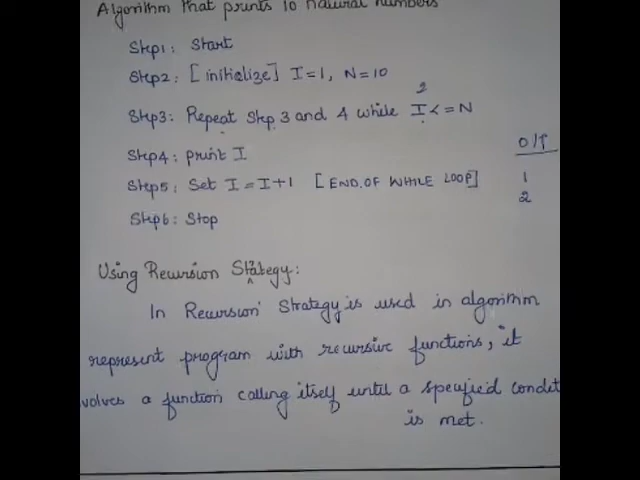 Algorithm that prints 10 natural numbers
Step1: Start
Step2: [initialize] I=1, N=10
2
Step3: Repeat Step 3 and 4 while I<=N
O/P
Step4: print I
1
Step5: Set I=I+1 [END.OF WHILE LOOP]
2
Step6: Stop
Using Recursion Strategy:
In Recursion Strategy is used in algorithm
represent program with recursive functions, it
volves a function calling itself until a specified condit
is met.